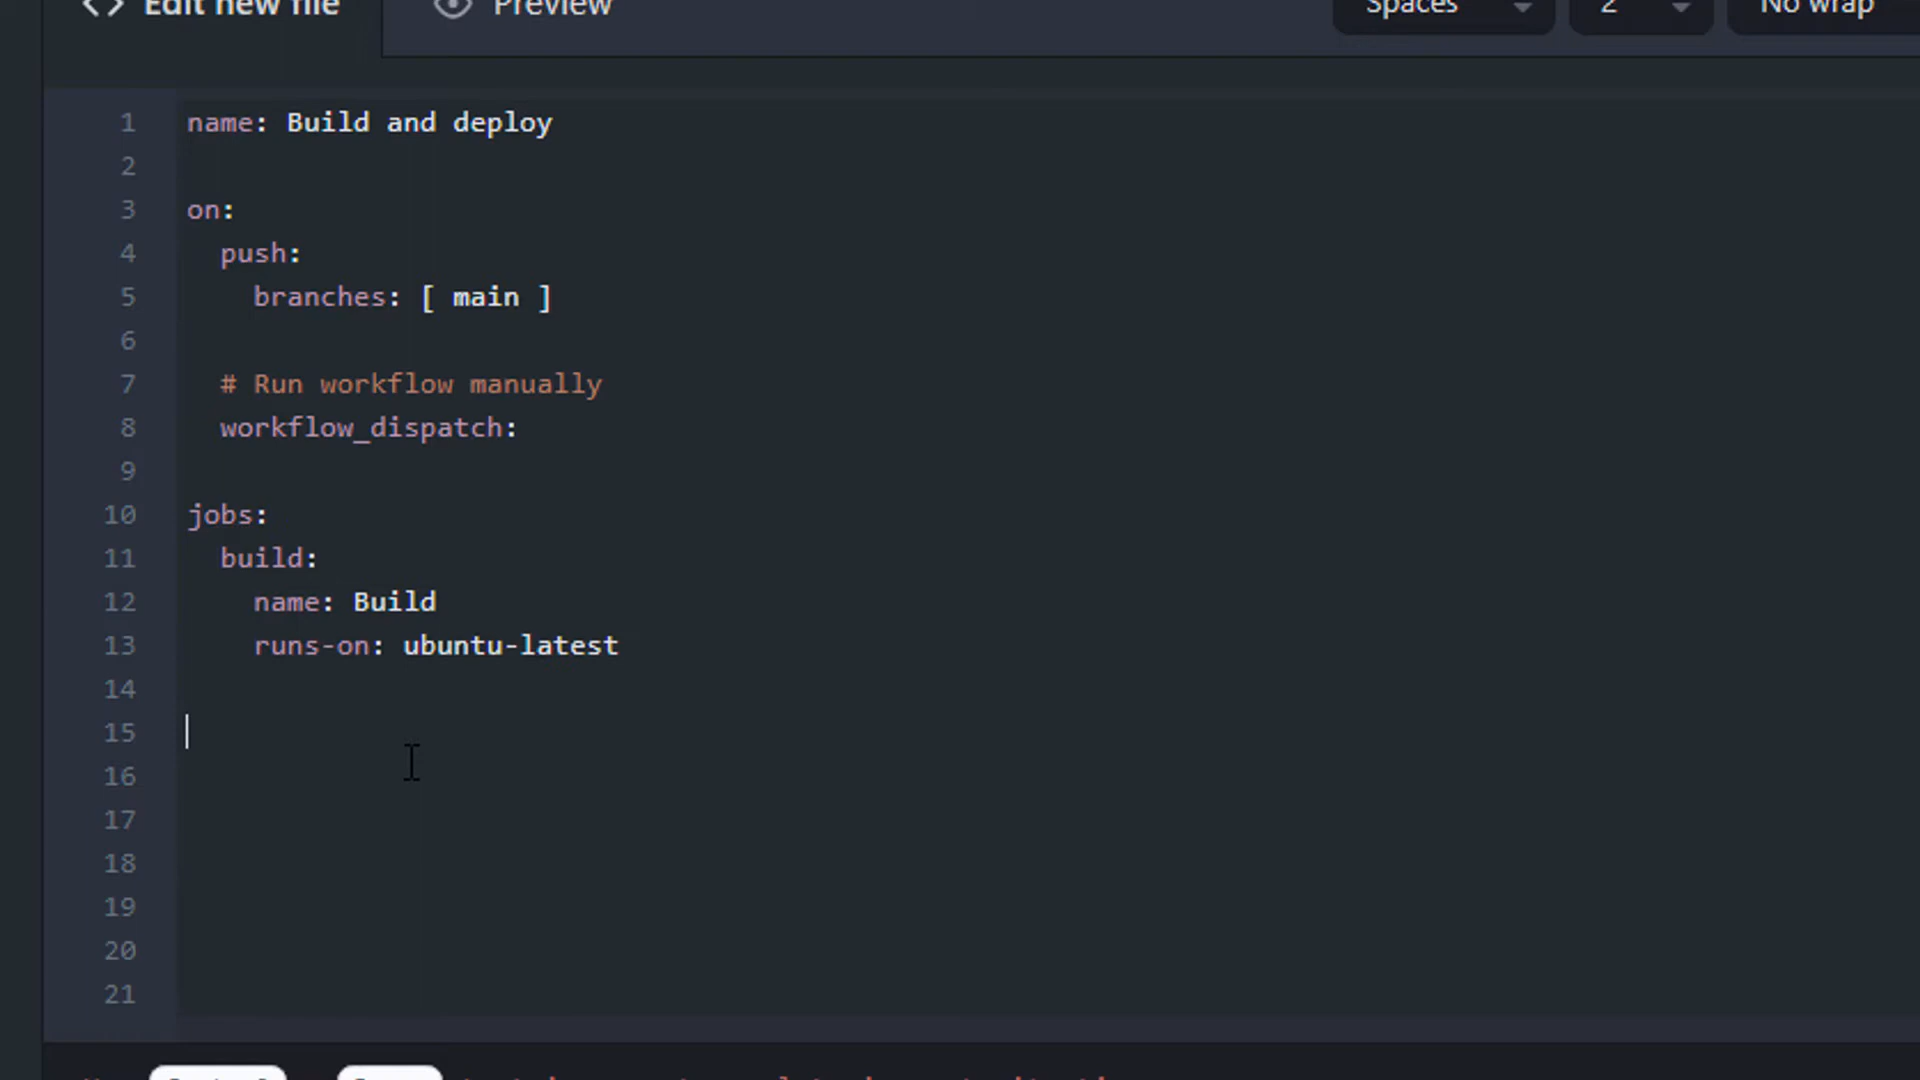 <> Edit new file
Preview
Spaces
2
No wrap
1 name: Build and deploy
2
3 on:
4 push:
5 branches: [ main ]
6
7 # Run workflow manually
8 workflow_dispatch:
9
10 jobs:
11 build:
12 name: Build
13 runs-on: ubuntu-latest
14
15
16
17
18
19
20
21